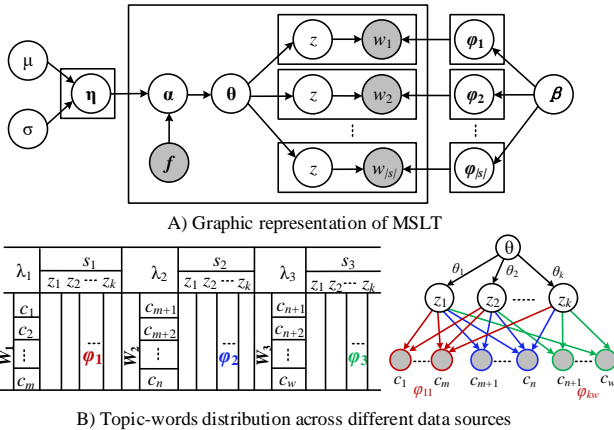 μ
σ
η
α
f
θ
z w₁ φ₁
z w₂ φ₂
z w|s| φ|s|
β
A) Graphic representation of MSLT
λ₁ s₁ λ₂ s₂ λ₃ s₃
z₁ z₂ ··· zₖ z₁ z₂ ··· zₖ z₁ z₂ ··· zₖ
W₁ c₁ c₂ ⋮ cₘ ··· φ₁
W₂ cₘ₊₁ cₘ₊₂ ⋮ cₙ ··· φ₂
W₃ cₙ₊₁ cₙ₊₂ ⋮ c_w ··· φ₃
θ
θ₁ θ₂ θₖ
z₁ z₂ ······ zₖ
c₁ cₘ cₘ₊₁ cₙ cₙ₊₁ c_w
φ₁₁ φ_kw
B) Topic-words distribution across different data sources